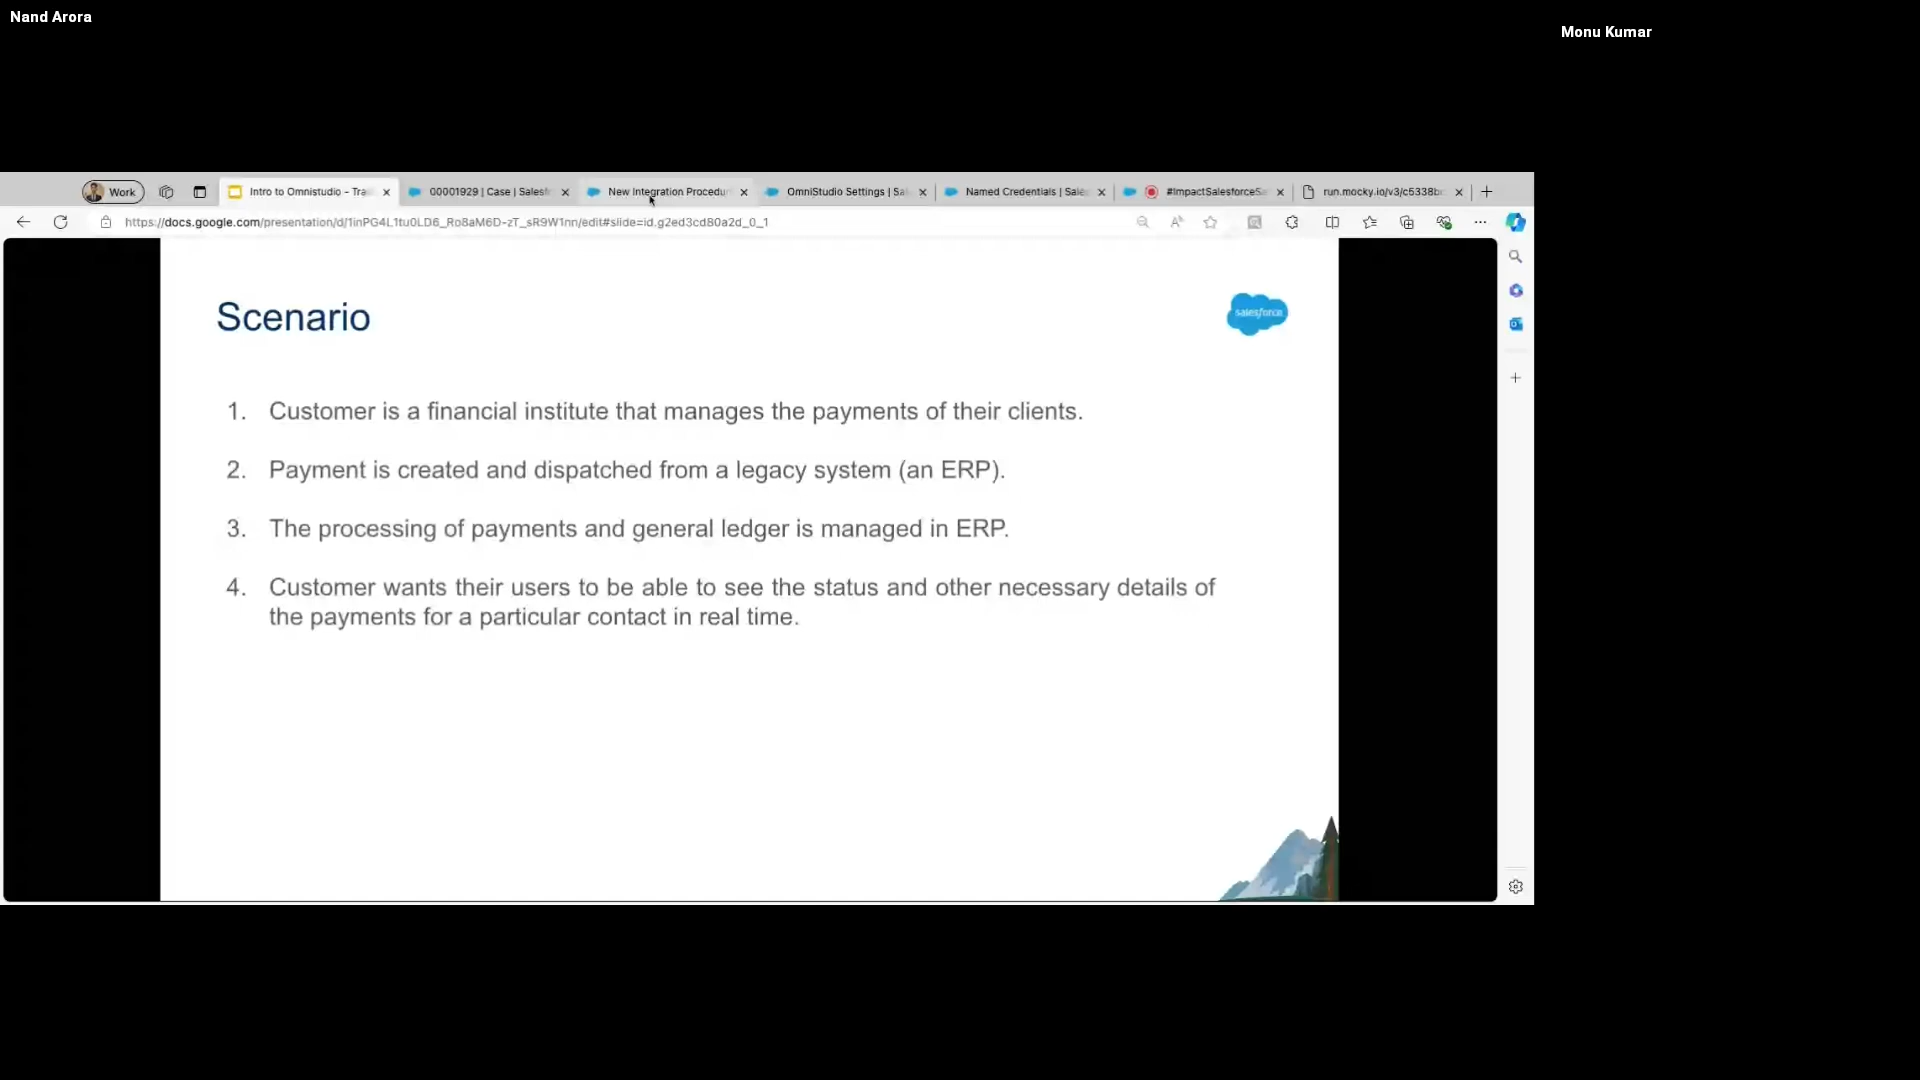 Nand Arora
Monu Kumar
Work
Intro to Omnistudio - Tra
00001929 | Case | Salesf
New Integration Procedu
OmniStudio Settings | Sa
Named Credentials | Sale
#ImpactSalesforceSa
run.mocky.io/v3/c5338b
https://docs.google.com/presentation/d/1inPG4L1tu0LD6_Ro8aM6D-zT_sR9W1nn/edit#slide=id.g2ed3cd80a2d_0_1
Scenario
salesforce
1. Customer is a financial institute that manages the payments of their clients.
2. Payment is created and dispatched from a legacy system (an ERP).
3. The processing of payments and general ledger is managed in ERP.
4. Customer wants their users to be able to see the status and other necessary details of
the payments for a particular contact in real time.